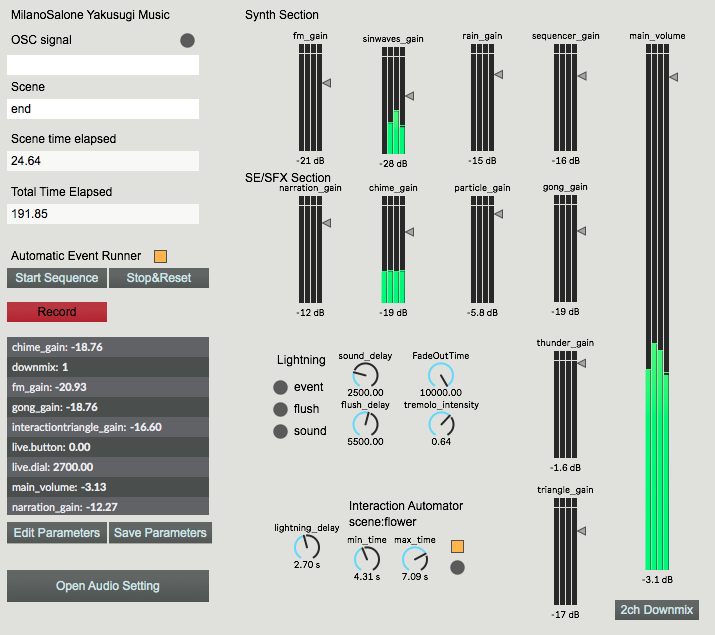 MilanoSalone Yakusugi Music
OSC signal
Scene
end
Scene time elapsed
24.64
Total Time Elapsed
191.85
Automatic Event Runner
Start Sequence
Stop&Reset
Record
chime_gain: -18.76
downmix: 1
fm_gain: -20.93
gong_gain: -18.76
interactiontriangle_gain: -16.60
live.button: 0.00
live.dial: 2700.00
main_volume: -3.13
narration_gain: -12.27
Edit Parameters
Save Parameters
Open Audio Setting
Synth Section
fm_gain
-21 dB
sinwaves_gain
-28 dB
rain_gain
-15 dB
sequencer_gain
-16 dB
main_volume
-3.1 dB
SE/SFX Section
narration_gain
-12 dB
chime_gain
-19 dB
particle_gain
-5.8 dB
gong_gain
-19 dB
thunder_gain
-1.6 dB
triangle_gain
-17 dB
Lightning
event
flush
sound
sound_delay
2500.00
FadeOutTime
10000.00
flush_delay
5500.00
tremolo_intensity
0.64
Interaction Automator
scene:flower
lightning_delay
2.70 s
min_time
4.31 s
max_time
7.09 s
2ch Downmix